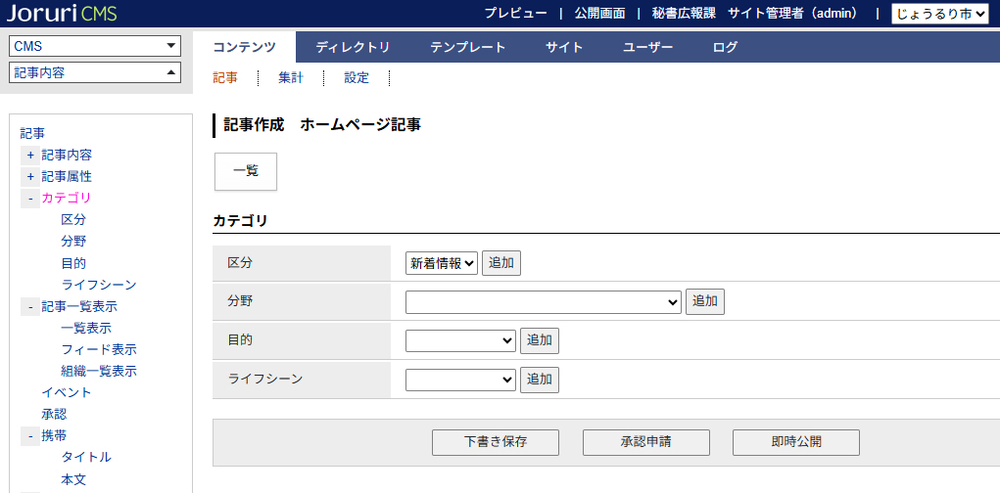 Joruri CMS
プレビュー | 公開画面 | 秘書広報課 サイト管理者（admin） | じょうるり市
CMS
記事内容
コンテンツ ディレクトリ テンプレート サイト ユーザー ログ
記事 集計 設定
記事
+ 記事内容
+ 記事属性
- カテゴリ
区分
分野
目的
ライフシーン
- 記事一覧表示
一覧表示
フィード表示
組織一覧表示
イベント
承認
- 携帯
タイトル
本文
記事作成 ホームページ記事
一覧
カテゴリ
区分 新着情報 追加
分野 追加
目的 追加
ライフシーン 追加
下書き保存 承認申請 即時公開